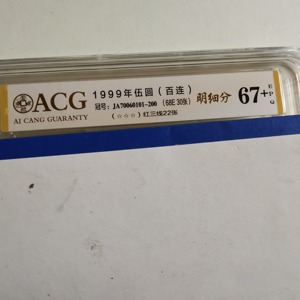 ACG
AI CANG GUARANTY
1999年伍圆（百连）
冠号：JA70060101-200（68E 30张）
(☆☆☆)红三线22张
明细分
67+
EPQ